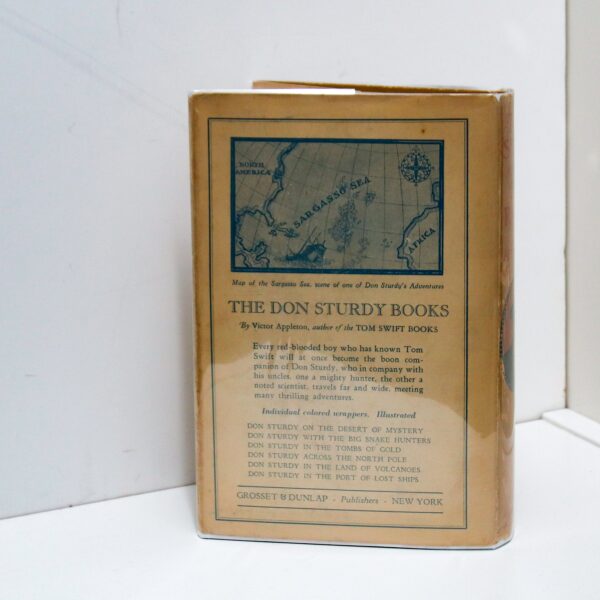 NORTH
AMERICA
SARGASSO SEA
AFRICA
Map of the Sargasso Sea, scene of one of Don Sturdy's Adventures
THE DON STURDY BOOKS
By Victor Appleton, author of the TOM SWIFT BOOKS
Every red-blooded boy who has known Tom
Swift will at once become the boon com-
panion of Don Sturdy, who in company with
his uncles, one a mighty hunter, the other a
noted scientist, travels far and wide, meeting
many thrilling adventures.
Individual colored wrappers. Illustrated
DON STURDY ON THE DESERT OF MYSTERY
DON STURDY WITH THE BIG SNAKE HUNTERS
DON STURDY IN THE TOMBS OF GOLD
DON STURDY ACROSS THE NORTH POLE
DON STURDY IN THE LAND OF VOLCANOES
DON STURDY IN THE PORT OF LOST SHIPS
GROSSET & DUNLAP - Publishers - NEW YORK